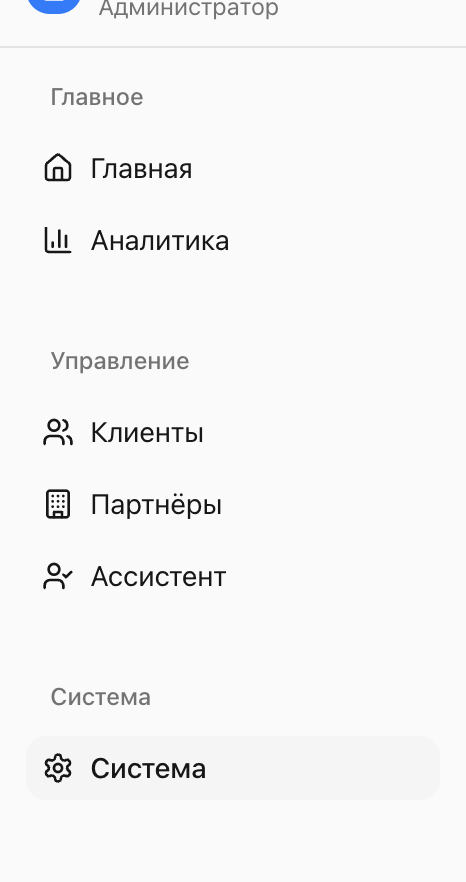 Администратор
Главное
Главная
Аналитика
Управление
Клиенты
Партнёры
Ассистент
Система
Система